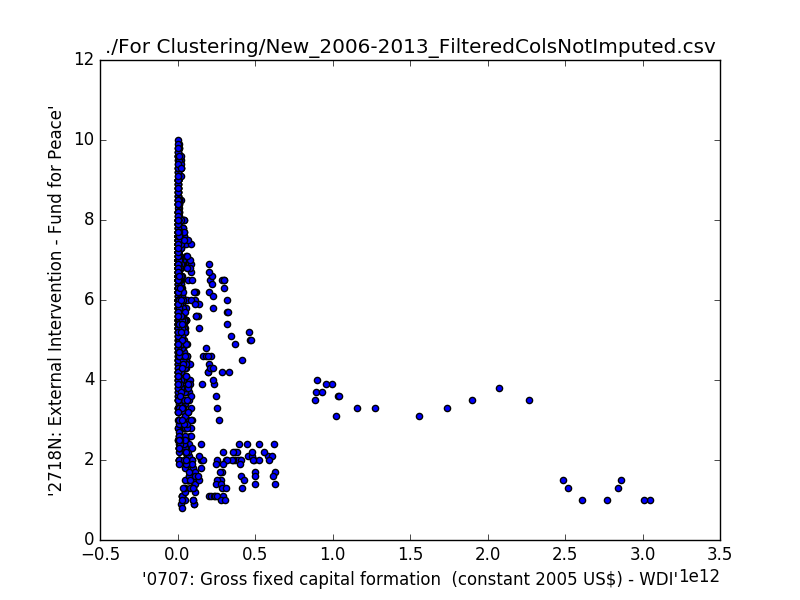 ./For Clustering/New_2006-2013_FilteredColsNotImputed.csv
12
10
8
6
4
2
0
'2718N: External Intervention - Fund for Peace'
−0.5 0.0 0.5 1.0 1.5 2.0 2.5 3.0 3.5
1e12
'0707: Gross fixed capital formation  (constant 2005 US$) - WDI'